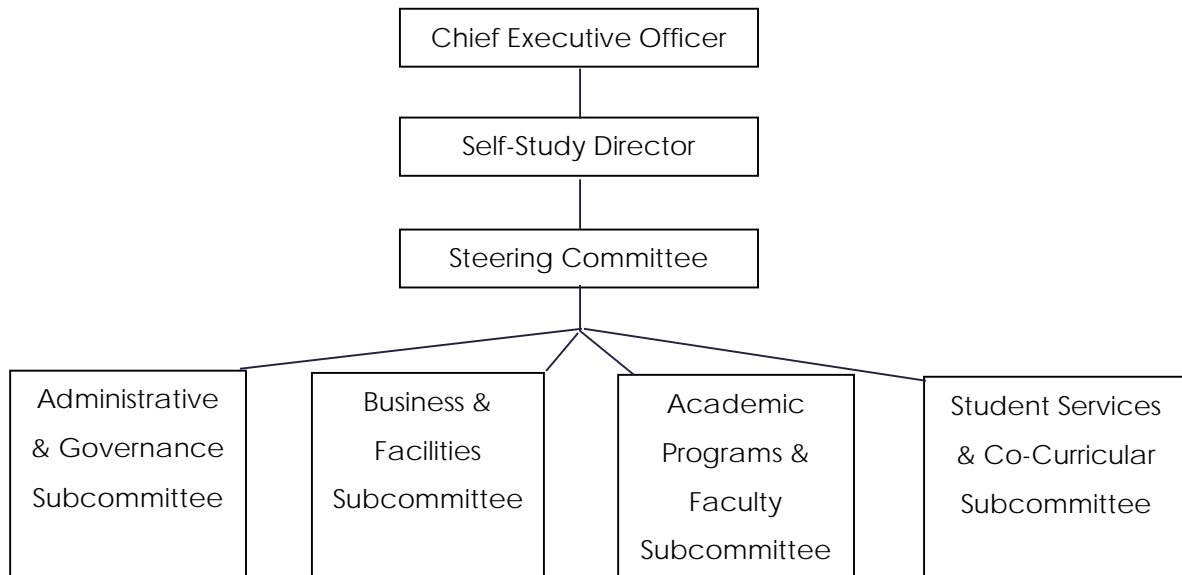 Chief Executive Officer
Self-Study Director
Steering Committee
Administrative
& Governance
Subcommittee
Business &
Facilities
Subcommittee
Academic
Programs &
Faculty
Subcommittee
Student Services
& Co-Curricular
Subcommittee